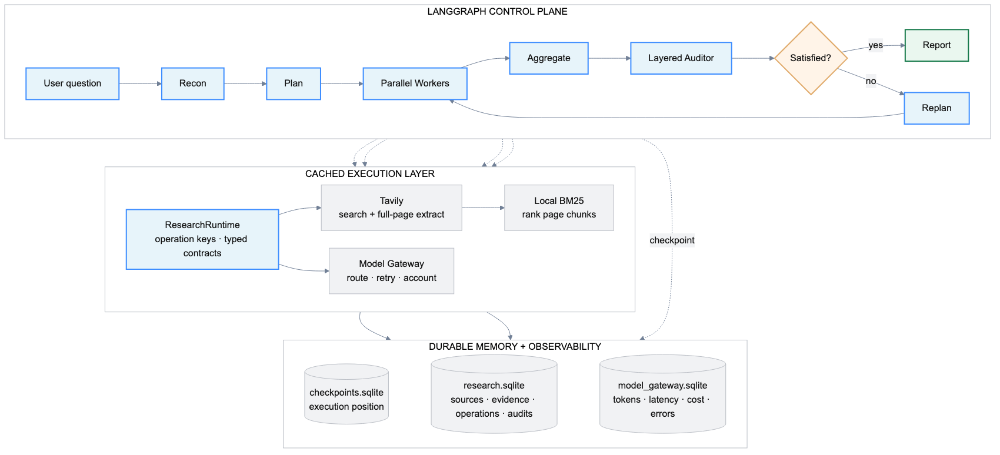 LANGGRAPH CONTROL PLANE
User question
Recon
Plan
Parallel Workers
Aggregate
Layered Auditor
Satisfied?
yes
Report
no
Replan
CACHED EXECUTION LAYER
ResearchRuntime
operation keys · typed
contracts
Tavily
search + full-page extract
Local BM25
rank page chunks
Model Gateway
route · retry · account
checkpoint
DURABLE MEMORY + OBSERVABILITY
checkpoints.sqlite
execution position
research.sqlite
sources · evidence ·
operations · audits
model_gateway.sqlite
tokens · latency · cost ·
errors